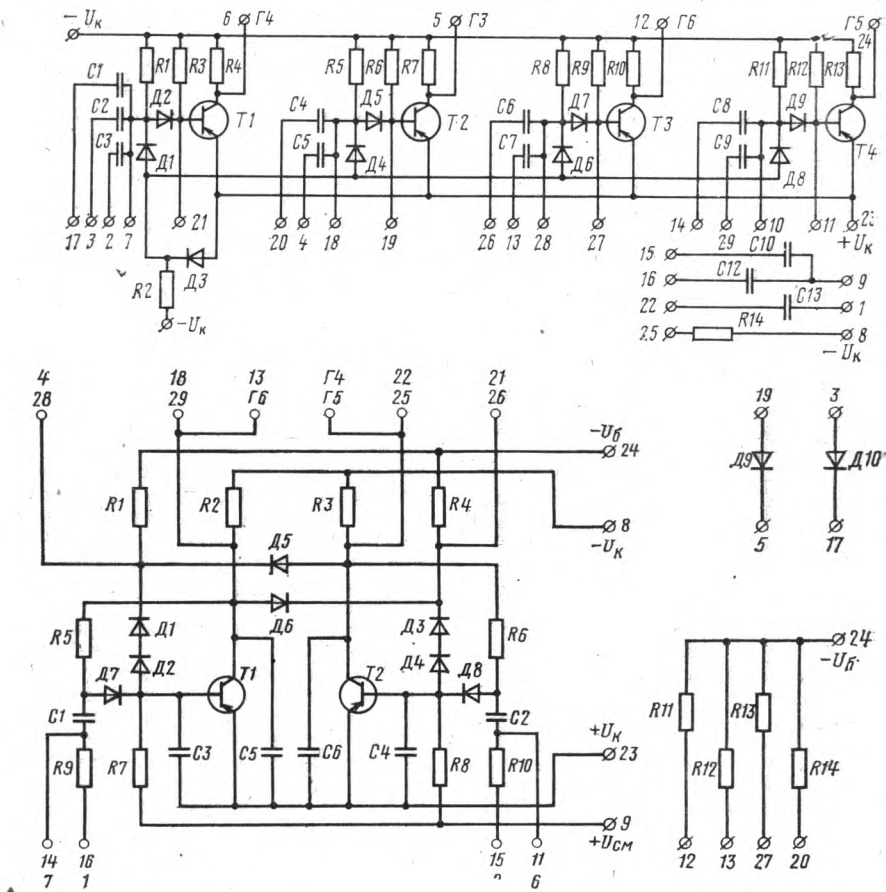 − Uк 6 Г4 5 Г3 12 Г6 Г5 24
R1 R3 R4 R5 R6 R7 R8 R9 R10 R11 R12 R13
C1 Д2 C4 Д5 C6 Д7 C8 Д9
C2 T1 T2 T3 T4
C3 Д1 C5 Д4 C7 Д6 C9 Д8
17 3 2 7 21 20 4 18 19 26 13 28 27 14 29 10 11 23
+Uк
R2 Д3
−Uк
15 C10
16 C12 9
22 C13 1
25 R14 8
− Uк
4 18 13 Г4 22 21
28 29 Г6 Г5 25 26
19 3
−Uб
24
R1 R2 R3 R4
Д9 Д10
8
−Uк
5 17
Д5
R5 Д1 Д6 Д3 R6
Д7 Д2 T1 T2 Д4 Д8
C1 C2
R9 R7 C3 C5 C6 C4 R8 R10
+Uк
23
9
+Uсм
14 16 15 11
7 1 6
24
−Uб
R11 R13
R12 R14
12 13 27 20